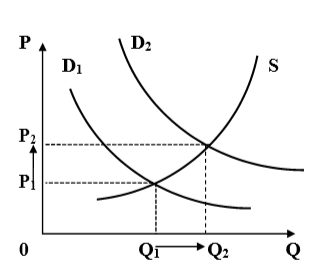 P D₂
D₁ S
P₂
P₁
0 Q₁ Q₂ Q